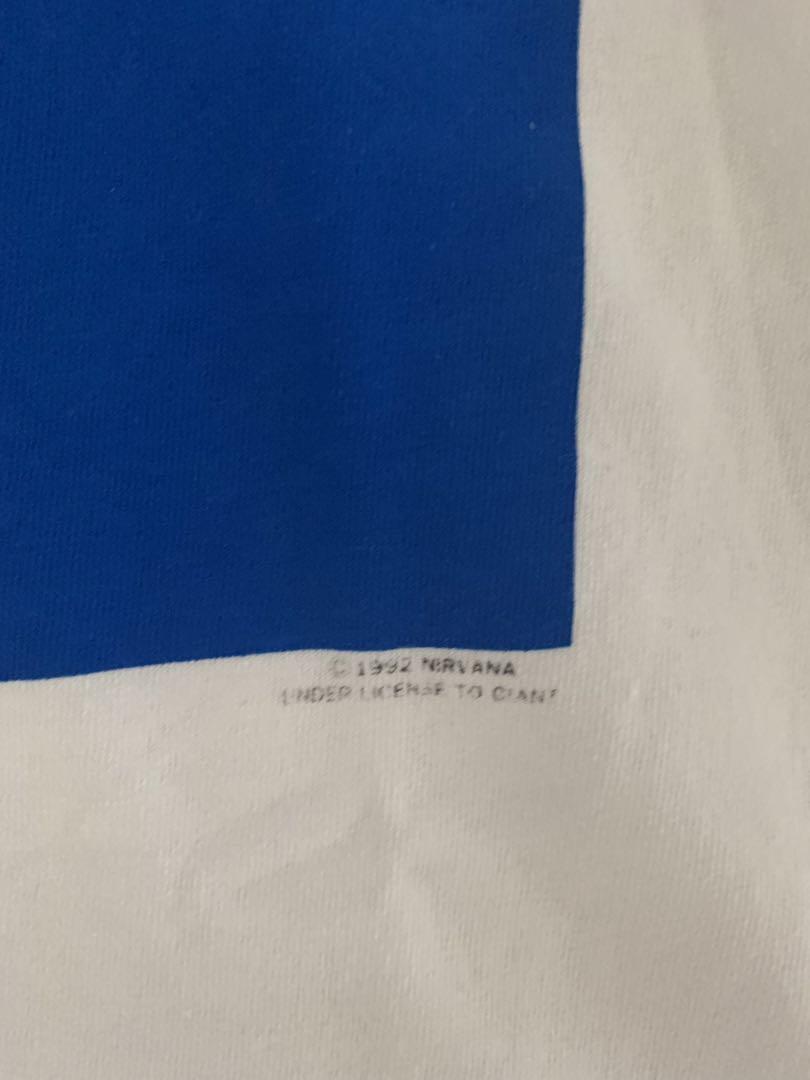 © 1992 NIRVANA
UNDER LICENSE TO GIANT